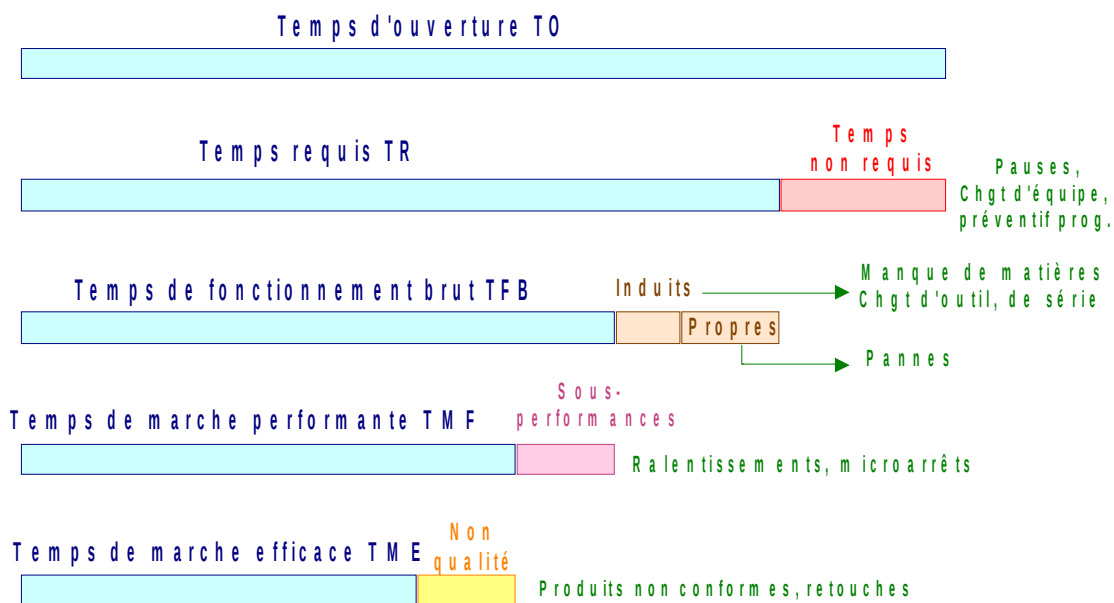 Temps d'ouverture TO
Temps requis TR
Temps
non requis
Pauses,
Chgt d'équipe,
préventif prog.
Temps de fonctionnement brut TFB
Induits
Manque de matières
Chgt d'outil, de série
Propres
Pannes
Temps de marche performante TMF
Sous-
performances
Ralentissements, microarrêts
Temps de marche efficace TME
Non
qualité
Produits non conformes, retouches